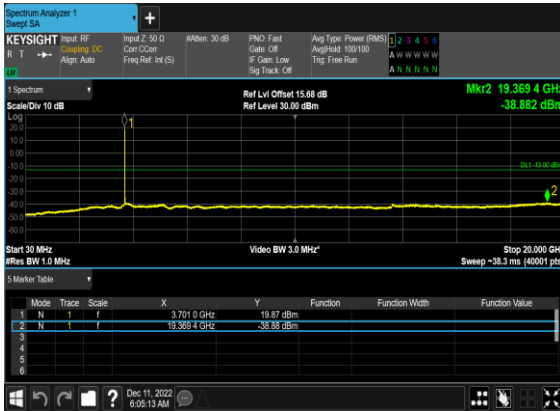 Spectrum Analyzer 1
Swept SA
+
KEYSIGHT
R T
Input: RF
Coupling: DC
Align: Auto
Input Z: 50 Ω
Corr CCorr
Freq Ref: Int (S)
#Atten: 30 dB
PNO: Fast
Gate: Off
IF Gain: Low
Sig Track: Off
Avg Type: Power (RMS)
Avg|Hold: 100/100
Trig: Free Run
1 2 3 4 5 6
A W W W W W
A N N N N N
1 Spectrum
Scale/Div 10 dB
Ref Lvl Offset 15.68 dB
Ref Level 30.00 dBm
Mkr2 19.369 4 GHz
-38.882 dBm
Log
20.0
10.0
0.00
-10.0
-20.0
-30.0
-40.0
-50.0
-60.0
1
DL1 -13.00 dBm
2
Start 30 MHz
#Res BW 1.0 MHz
Video BW 3.0 MHz*
Stop 20.000 GH
Sweep ~38.3 ms (40001 pts
5 Marker Table
Mode Trace Scale X Y Function Function Width Function Value
1 N 1 f 3.701 0 GHz 19.87 dBm
2 N 1 f 19.369 4 GHz -38.88 dBm
3
4
5
6
?
Dec 11, 2022
6:05:13 AM